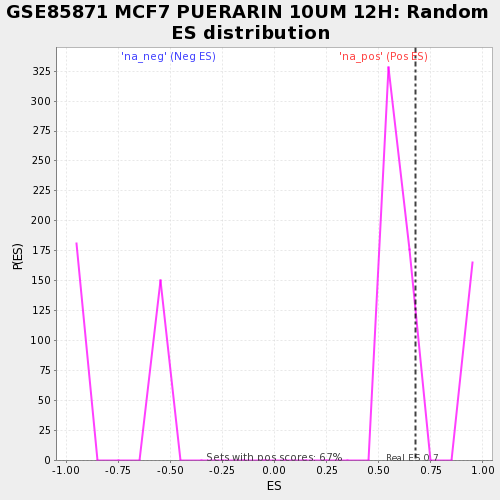 GSE85871 MCF7 PUERARIN 10UM 12H: Random
ES distribution
'na_neg' (Neg ES)
'na_pos' (Pos ES)
325
300
275
250
225
200
175
150
125
100
75
50
25
0
P(ES)
Sets with pos scores: 67%
Real ES 0.7
-1.00 -0.75 -0.50 -0.25 0.00 0.25 0.50 0.75 1.00
ES